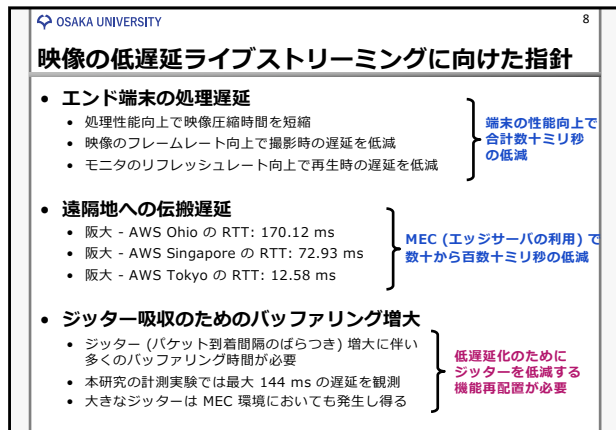 OSAKA UNIVERSITY
8
映像の低遅延ライブストリーミングに向けた指針
• エンド端末の処理遅延
• 処理性能向上で映像圧縮時間を短縮
• 映像のフレームレート向上で撮影時の遅延を低減
• モニタのリフレッシュレート向上で再生時の遅延を低減
端末の性能向上で
合計数十ミリ秒
の低減
• 遠隔地への伝搬遅延
• 阪大 - AWS Ohio の RTT: 170.12 ms
• 阪大 - AWS Singapore の RTT: 72.93 ms
• 阪大 - AWS Tokyo の RTT: 12.58 ms
MEC (エッジサーバの利用) で
数十から百数十ミリ秒の低減
• ジッター吸収のためのバッファリング増大
• ジッター (パケット到着間隔のばらつき) 増大に伴い
多くのバッファリング時間が必要
• 本研究の計測実験では最大 144 ms の遅延を観測
• 大きなジッターは MEC 環境においても発生し得る
低遅延化のために
ジッターを低減する
機能再配置が必要